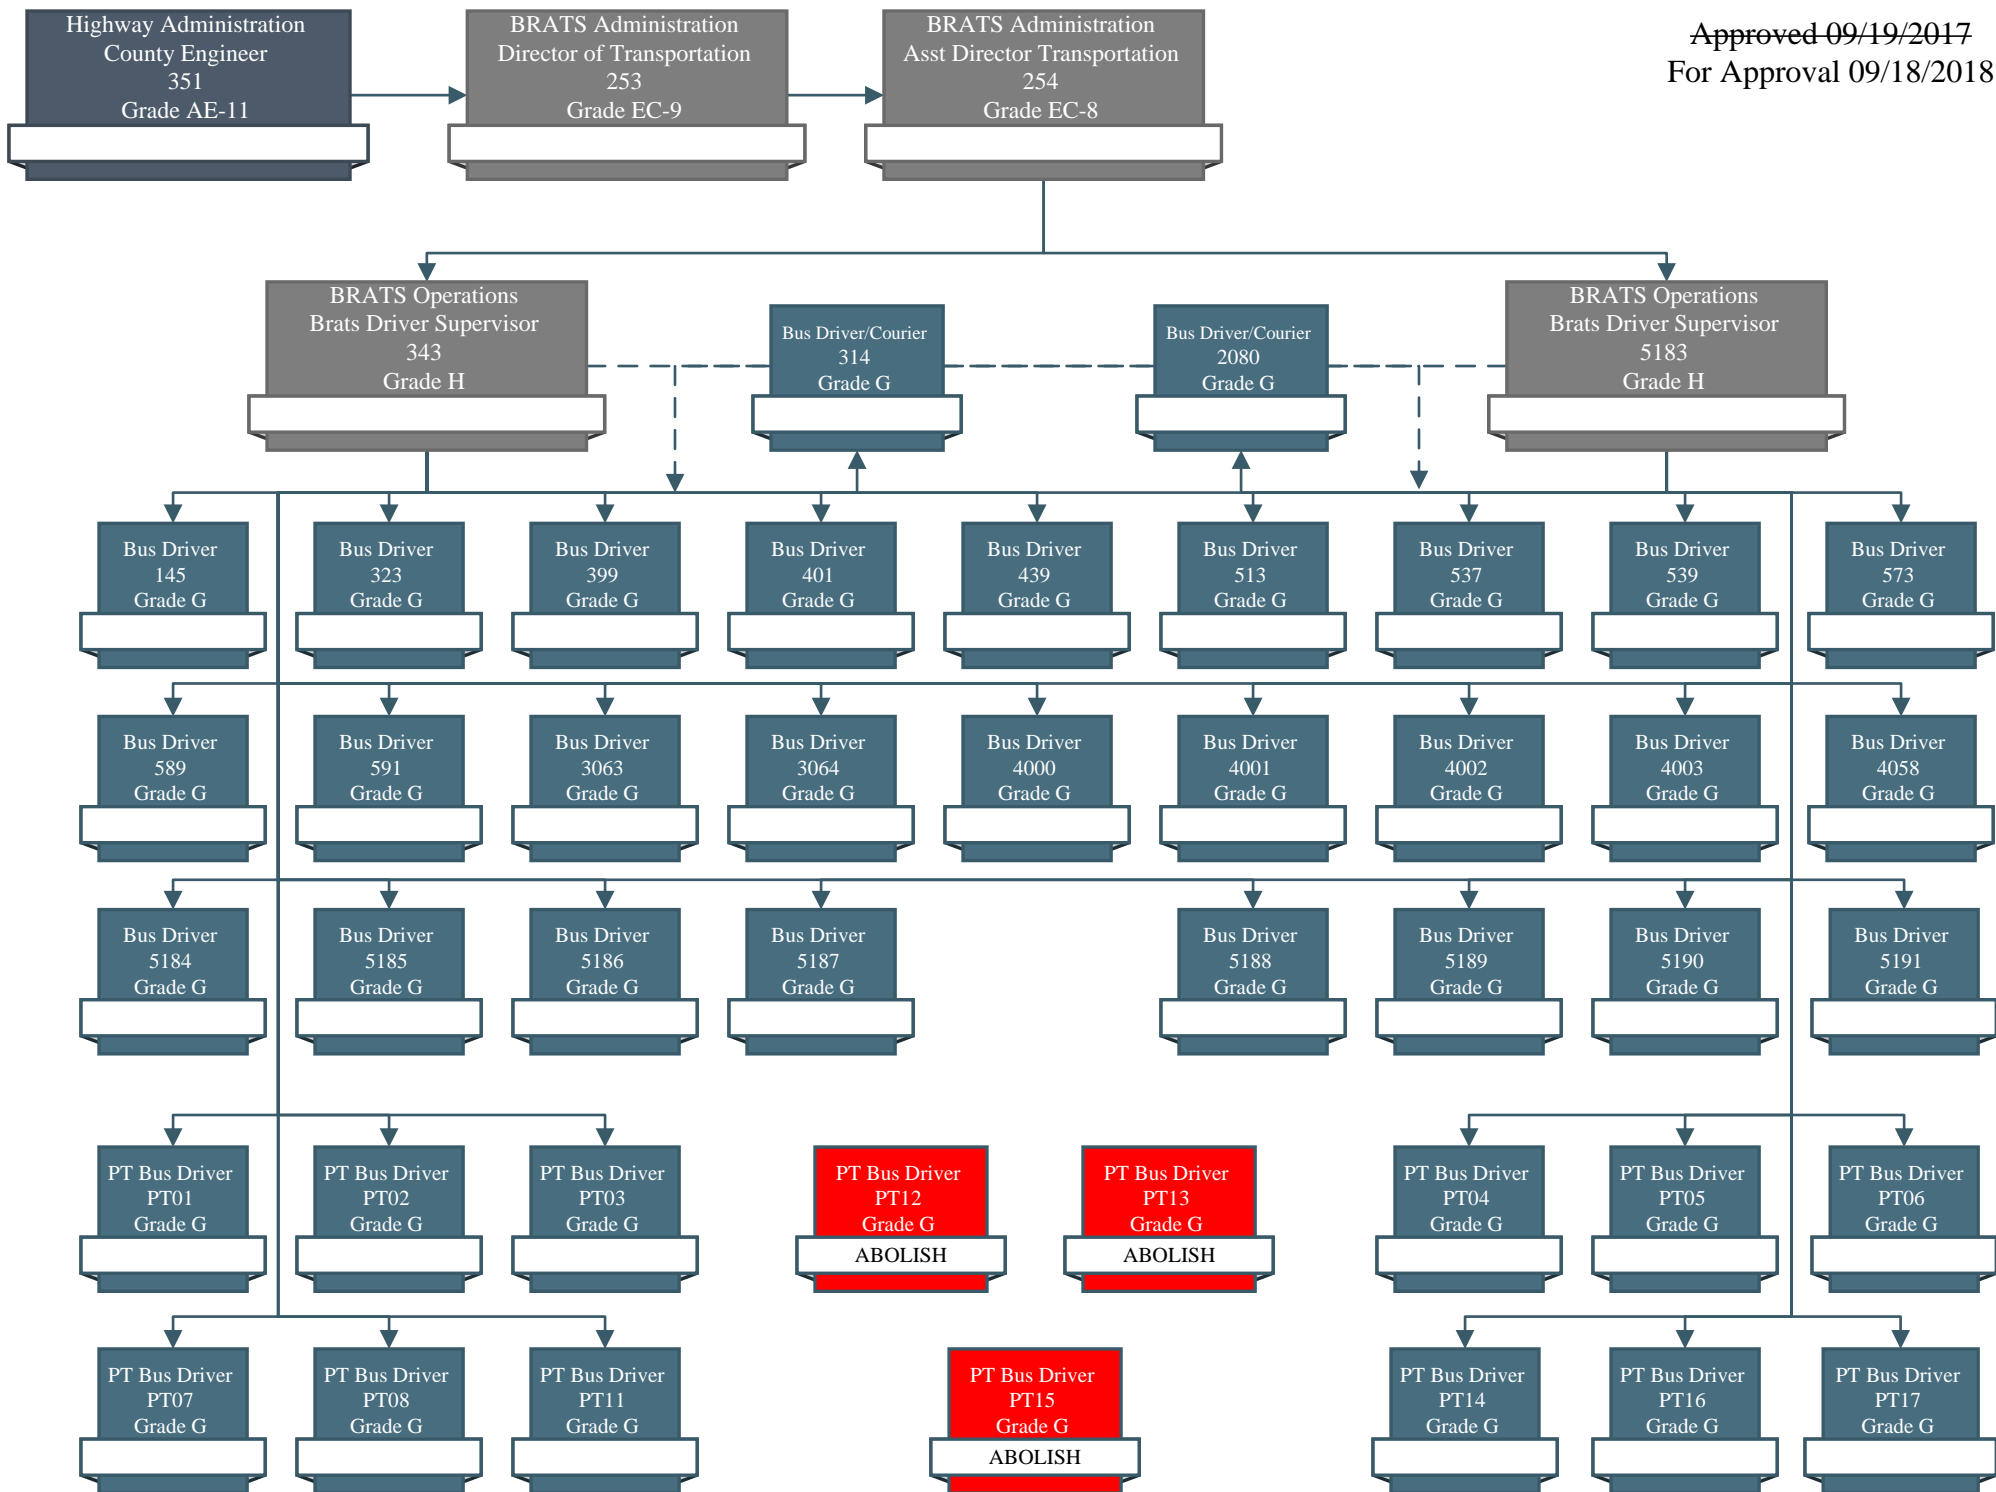 Highway Administration
County Engineer
351
Grade AE-11
BRATS Administration
Director of Transportation
253
Grade EC-9
BRATS Administration
Asst Director Transportation
254
Grade EC-8
Approved 09/19/2017
For Approval 09/18/2018
BRATS Operations
Brats Driver Supervisor
343
Grade H
Bus Driver/Courier
314
Grade G
Bus Driver/Courier
2080
Grade G
BRATS Operations
Brats Driver Supervisor
5183
Grade H
Bus Driver
145
Grade G
Bus Driver
323
Grade G
Bus Driver
399
Grade G
Bus Driver
401
Grade G
Bus Driver
439
Grade G
Bus Driver
513
Grade G
Bus Driver
537
Grade G
Bus Driver
539
Grade G
Bus Driver
573
Grade G
Bus Driver
589
Grade G
Bus Driver
591
Grade G
Bus Driver
3063
Grade G
Bus Driver
3064
Grade G
Bus Driver
4000
Grade G
Bus Driver
4001
Grade G
Bus Driver
4002
Grade G
Bus Driver
4003
Grade G
Bus Driver
4058
Grade G
Bus Driver
5184
Grade G
Bus Driver
5185
Grade G
Bus Driver
5186
Grade G
Bus Driver
5187
Grade G
Bus Driver
5188
Grade G
Bus Driver
5189
Grade G
Bus Driver
5190
Grade G
Bus Driver
5191
Grade G
PT Bus Driver
PT01
Grade G
PT Bus Driver
PT02
Grade G
PT Bus Driver
PT03
Grade G
PT Bus Driver
PT12
Grade G
ABOLISH
PT Bus Driver
PT13
Grade G
ABOLISH
PT Bus Driver
PT04
Grade G
PT Bus Driver
PT05
Grade G
PT Bus Driver
PT06
Grade G
PT Bus Driver
PT07
Grade G
PT Bus Driver
PT08
Grade G
PT Bus Driver
PT11
Grade G
PT Bus Driver
PT15
Grade G
ABOLISH
PT Bus Driver
PT14
Grade G
PT Bus Driver
PT16
Grade G
PT Bus Driver
PT17
Grade G